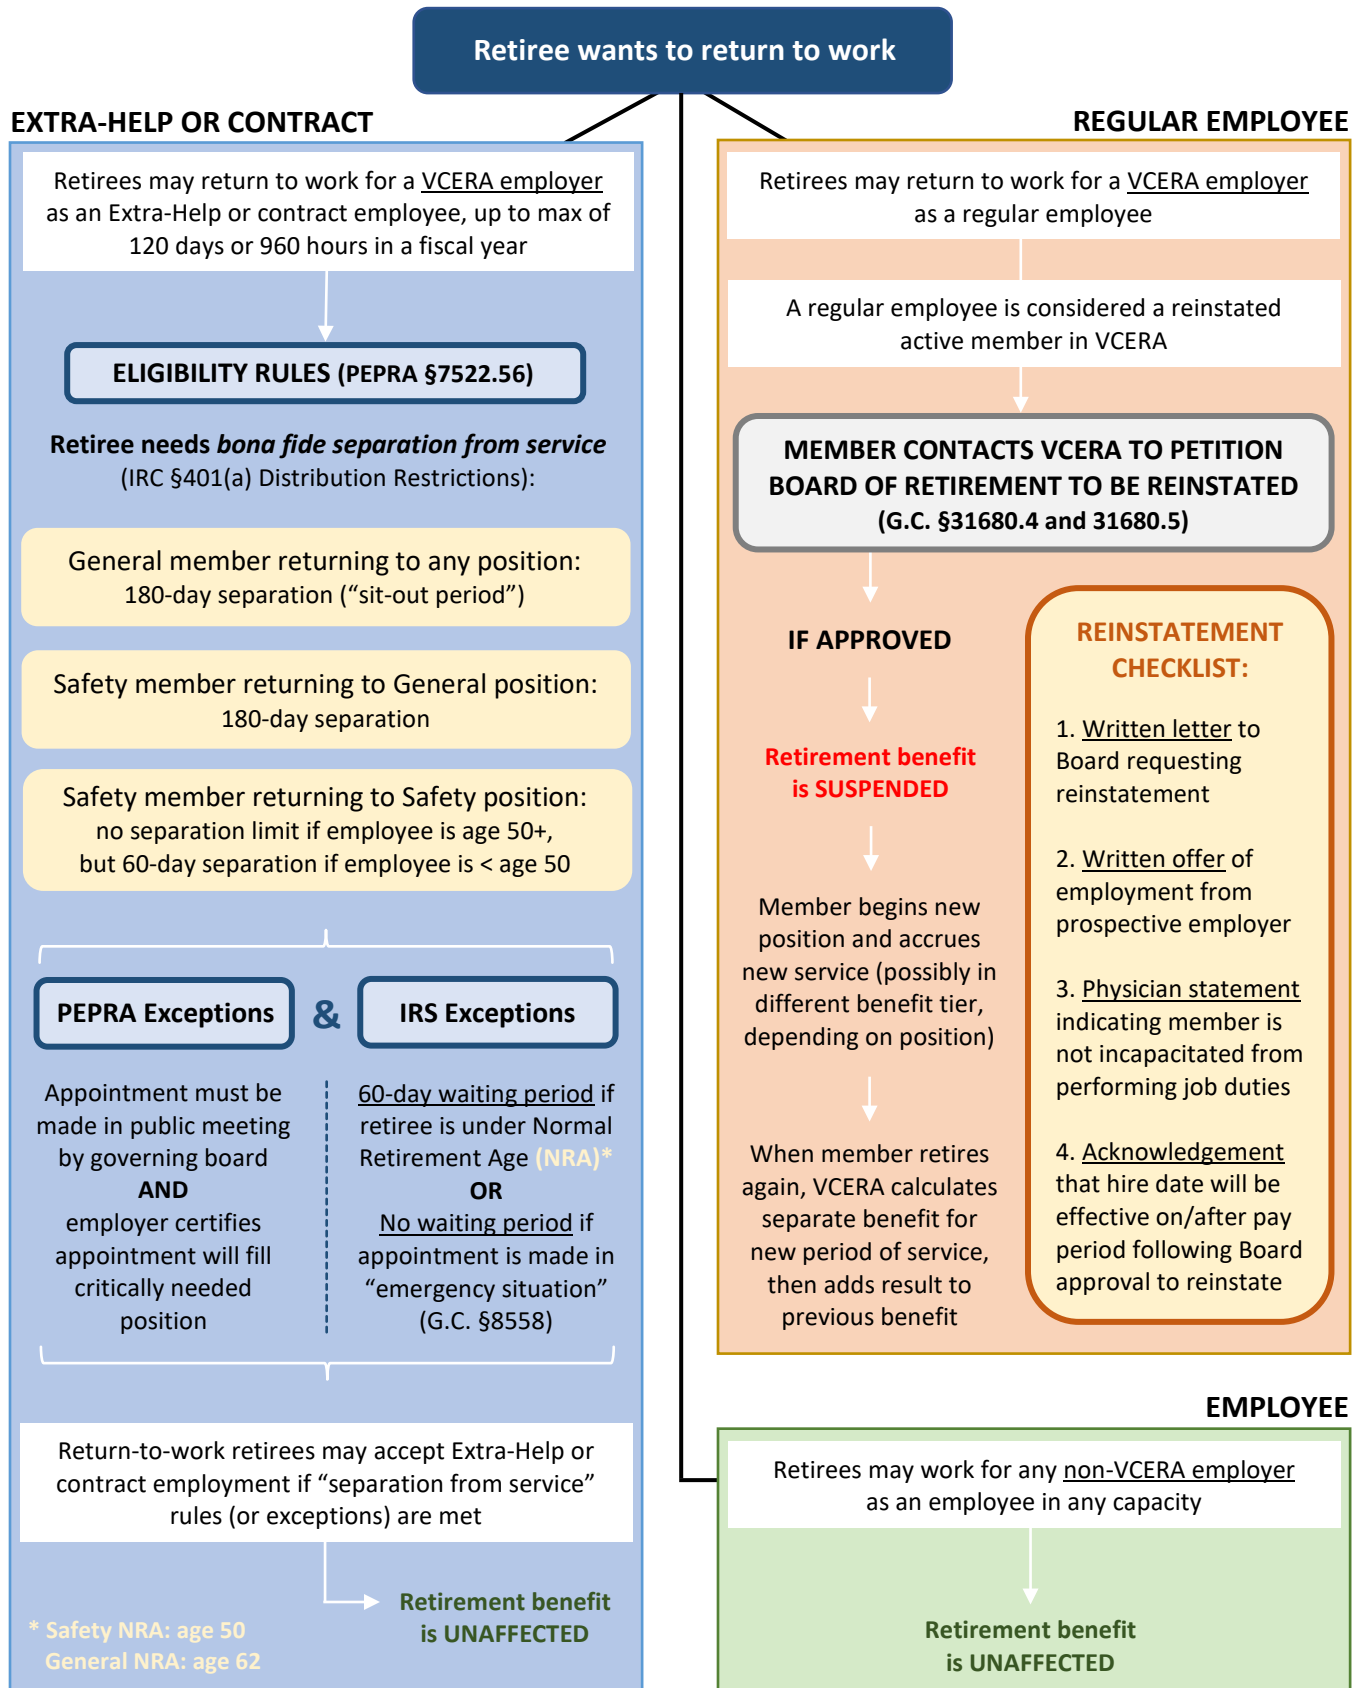 Retiree wants to return to work
EXTRA-HELP OR CONTRACT
Retirees may return to work for a VCERA employer
as an Extra-Help or contract employee, up to max of
120 days or 960 hours in a fiscal year
ELIGIBILITY RULES (PEPRA §7522.56)
Retiree needs bona fide separation from service
(IRC §401(a) Distribution Restrictions):
General member returning to any position:
180-day separation (“sit-out period”)
Safety member returning to General position:
180-day separation
Safety member returning to Safety position:
no separation limit if employee is age 50+,
but 60-day separation if employee is < age 50
PEPRA Exceptions
&
IRS Exceptions
Appointment must be
made in public meeting
by governing board
AND
employer certifies
appointment will fill
critically needed
position
60-day waiting period if
retiree is under Normal
Retirement Age (NRA)*
OR
No waiting period if
appointment is made in
“emergency situation”
(G.C. §8558)
Return-to-work retirees may accept Extra-Help or
contract employment if “separation from service”
rules (or exceptions) are met
Retirement benefit
is UNAFFECTED
* Safety NRA: age 50
General NRA: age 62
REGULAR EMPLOYEE
Retirees may return to work for a VCERA employer
as a regular employee
A regular employee is considered a reinstated
active member in VCERA
MEMBER CONTACTS VCERA TO PETITION
BOARD OF RETIREMENT TO BE REINSTATED
(G.C. §31680.4 and 31680.5)
IF APPROVED
Retirement benefit
is SUSPENDED
Member begins new
position and accrues
new service (possibly in
different benefit tier,
depending on position)
When member retires
again, VCERA calculates
separate benefit for
new period of service,
then adds result to
previous benefit
REINSTATEMENT
CHECKLIST:
1. Written letter to
Board requesting
reinstatement
2. Written offer of
employment from
prospective employer
3. Physician statement
indicating member is
not incapacitated from
performing job duties
4. Acknowledgement
that hire date will be
effective on/after pay
period following Board
approval to reinstate
EMPLOYEE
Retirees may work for any non-VCERA employer
as an employee in any capacity
Retirement benefit
is UNAFFECTED